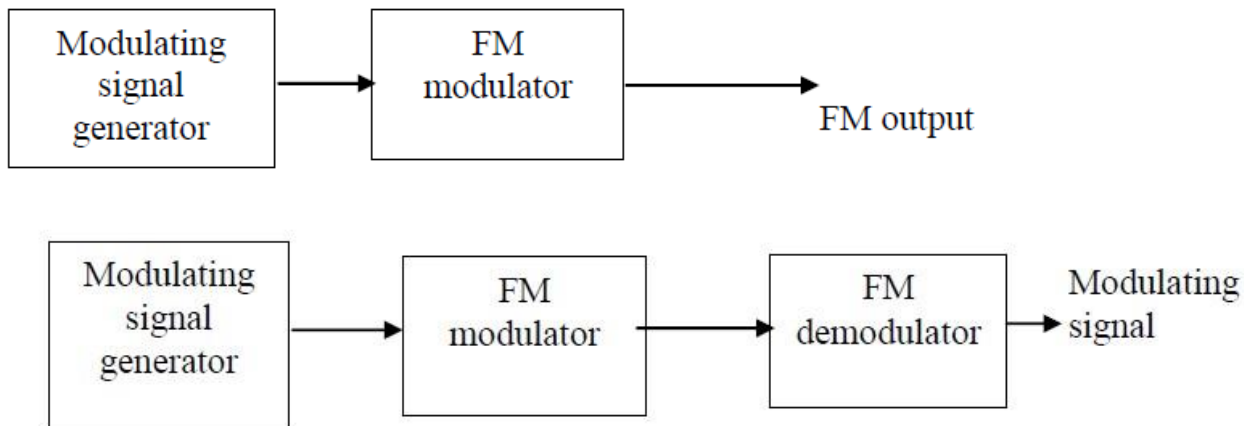 Modulating
signal
generator
FM
modulator
FM output
Modulating
signal
generator
FM
modulator
FM
demodulator
Modulating
signal